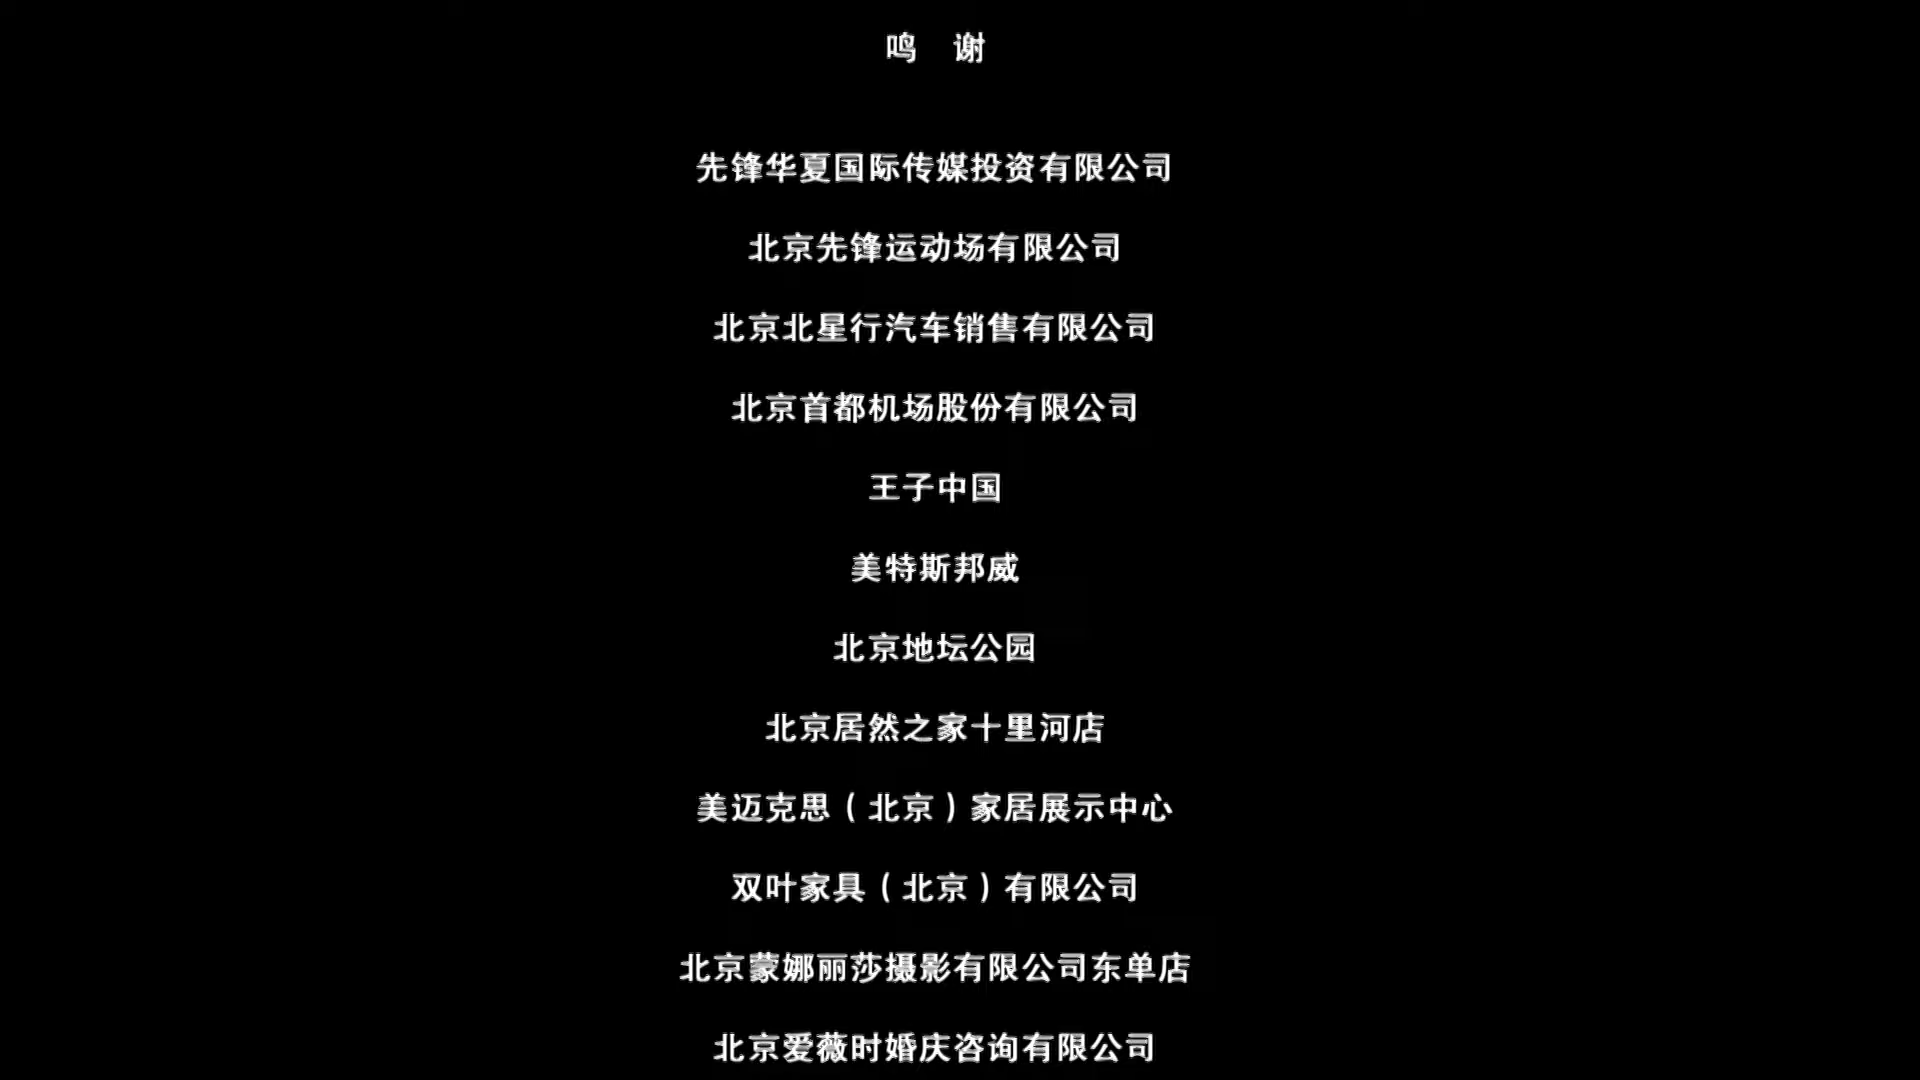 鸣 谢
先锋华夏国际传媒投资有限公司
北京先锋运动场有限公司
北京北星行汽车销售有限公司
北京首都机场股份有限公司
王子中国
美特斯邦威
北京地坛公园
北京居然之家十里河店
美迈克思（北京）家居展示中心
双叶家具（北京）有限公司
北京蒙娜丽莎摄影有限公司东单店
北京爱薇时婚庆咨询有限公司